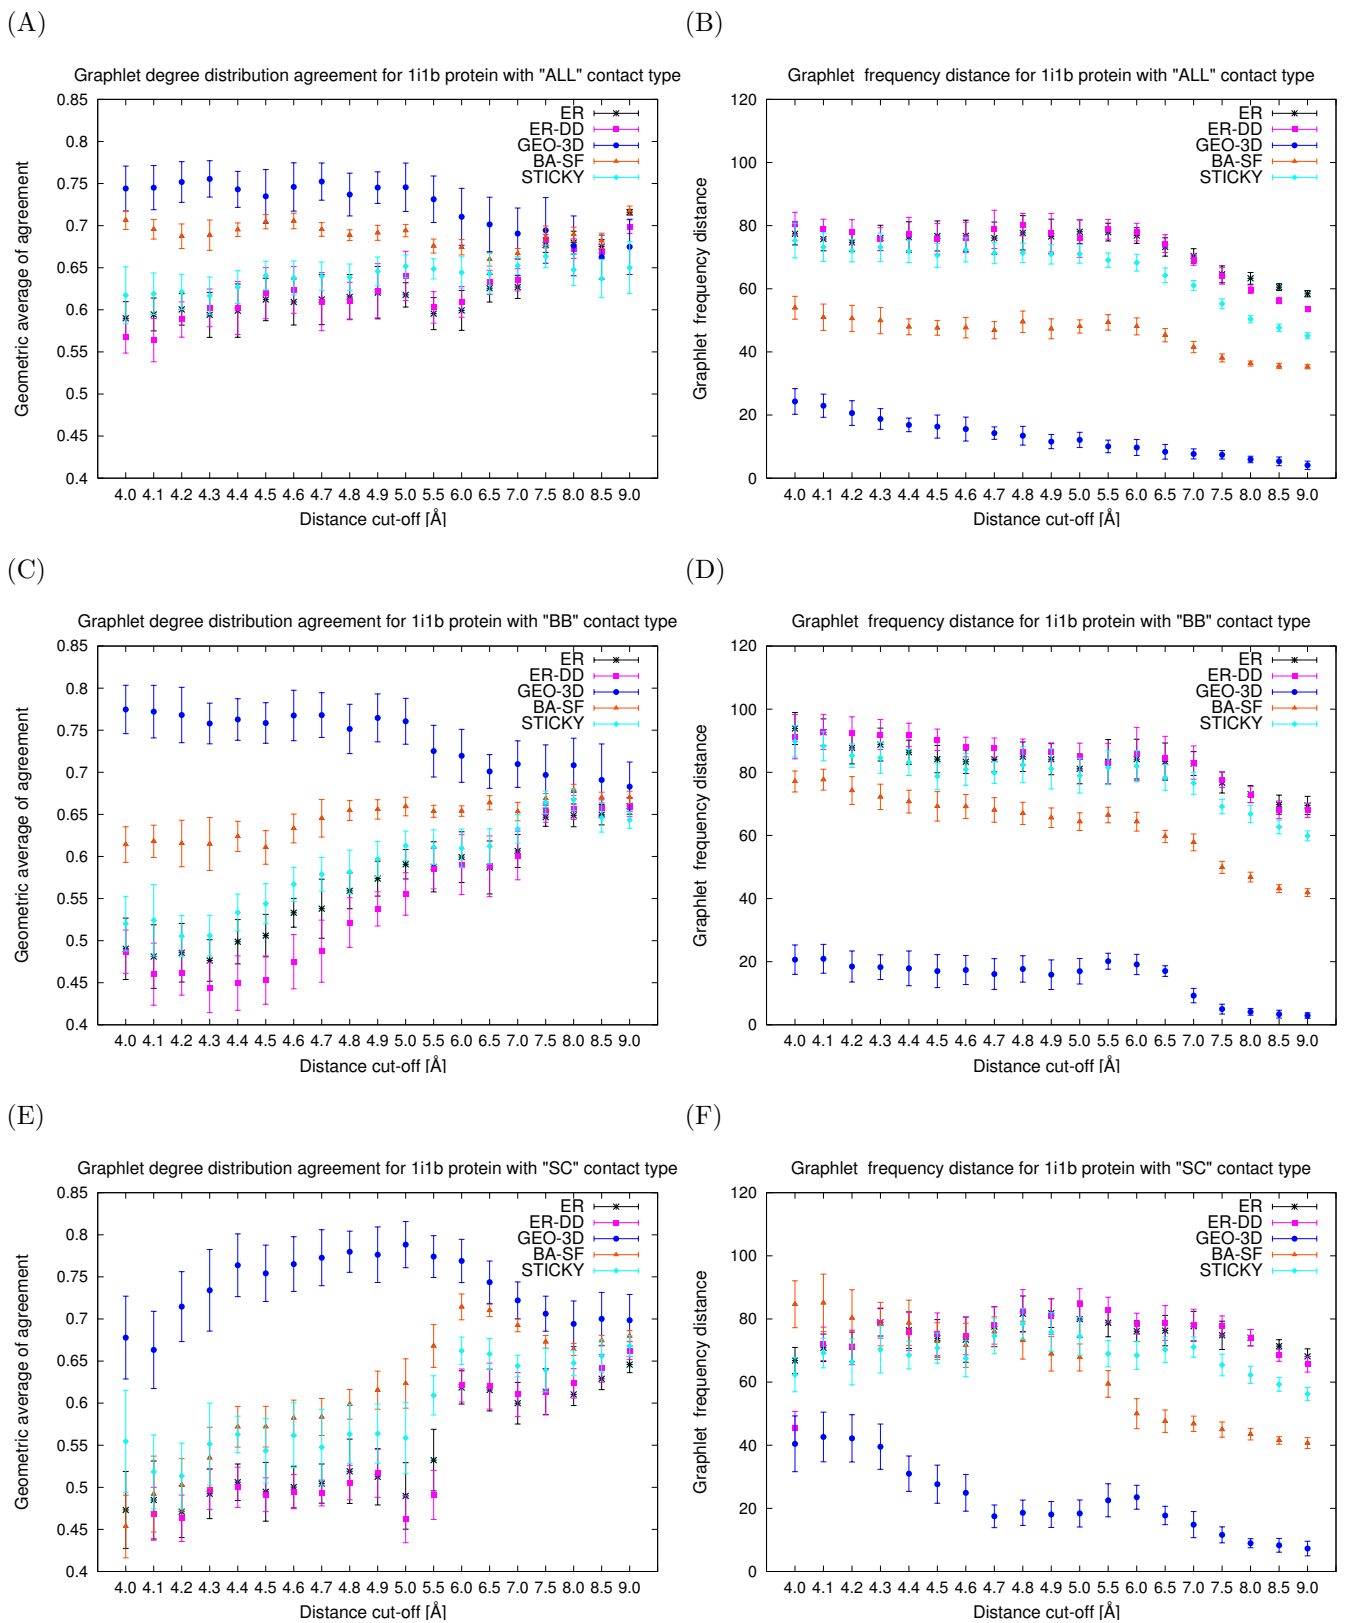 (A)
Graphlet degree distribution agreement for 1i1b protein with "ALL" contact type
Geometric average of agreement
0.85
0.8
0.75
0.7
0.65
0.6
0.55
0.5
0.45
0.4
ER
ER-DD
GEO-3D
BA-SF
STICKY
4.0 4.1 4.2 4.3 4.4 4.5 4.6 4.7 4.8 4.9 5.0 5.5 6.0 6.5 7.0 7.5 8.0 8.5 9.0
Distance cut-off [Å]
(B)
Graphlet frequency distance for 1i1b protein with "ALL" contact type
Graphlet frequency distance
120
100
80
60
40
20
0
ER
ER-DD
GEO-3D
BA-SF
STICKY
4.0 4.1 4.2 4.3 4.4 4.5 4.6 4.7 4.8 4.9 5.0 5.5 6.0 6.5 7.0 7.5 8.0 8.5 9.0
Distance cut-off [Å]
(C)
Graphlet degree distribution agreement for 1i1b protein with "BB" contact type
Geometric average of agreement
0.85
0.8
0.75
0.7
0.65
0.6
0.55
0.5
0.45
0.4
ER
ER-DD
GEO-3D
BA-SF
STICKY
4.0 4.1 4.2 4.3 4.4 4.5 4.6 4.7 4.8 4.9 5.0 5.5 6.0 6.5 7.0 7.5 8.0 8.5 9.0
Distance cut-off [Å]
(D)
Graphlet frequency distance for 1i1b protein with "BB" contact type
Graphlet frequency distance
120
100
80
60
40
20
0
ER
ER-DD
GEO-3D
BA-SF
STICKY
4.0 4.1 4.2 4.3 4.4 4.5 4.6 4.7 4.8 4.9 5.0 5.5 6.0 6.5 7.0 7.5 8.0 8.5 9.0
Distance cut-off [Å]
(E)
Graphlet degree distribution agreement for 1i1b protein with "SC" contact type
Geometric average of agreement
0.85
0.8
0.75
0.7
0.65
0.6
0.55
0.5
0.45
0.4
ER
ER-DD
GEO-3D
BA-SF
STICKY
4.0 4.1 4.2 4.3 4.4 4.5 4.6 4.7 4.8 4.9 5.0 5.5 6.0 6.5 7.0 7.5 8.0 8.5 9.0
Distance cut-off [Å]
(F)
Graphlet frequency distance for 1i1b protein with "SC" contact type
Graphlet frequency distance
120
100
80
60
40
20
0
ER
ER-DD
GEO-3D
BA-SF
STICKY
4.0 4.1 4.2 4.3 4.4 4.5 4.6 4.7 4.8 4.9 5.0 5.5 6.0 6.5 7.0 7.5 8.0 8.5 9.0
Distance cut-off [Å]